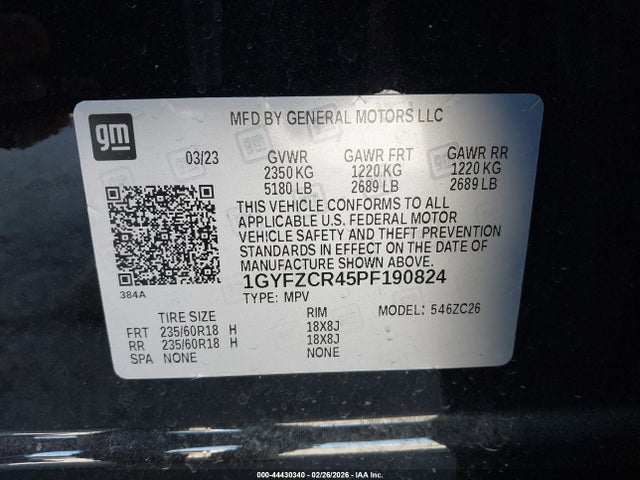 gm
MFD BY GENERAL MOTORS LLC
03/23 GVWR GAWR FRT GAWR RR
2350 KG 1220 KG 1220 KG
5180 LB 2689 LB 2689 LB
THIS VEHICLE CONFORMS TO ALL
APPLICABLE U.S. FEDERAL MOTOR
VEHICLE SAFETY AND THEFT PREVENTION
STANDARDS IN EFFECT ON THE DATE OF
MANUFACTURE SHOWN ABOVE.
384A
1GYFZCR45PF190824
TYPE: MPV MODEL: 546ZC26
TIRE SIZE RIM
FRT 235/60R18 H 18X8J
RR 235/60R18 H 18X8J
SPA NONE NONE
000-44430340 - 02/26/2026 - IAA Inc.